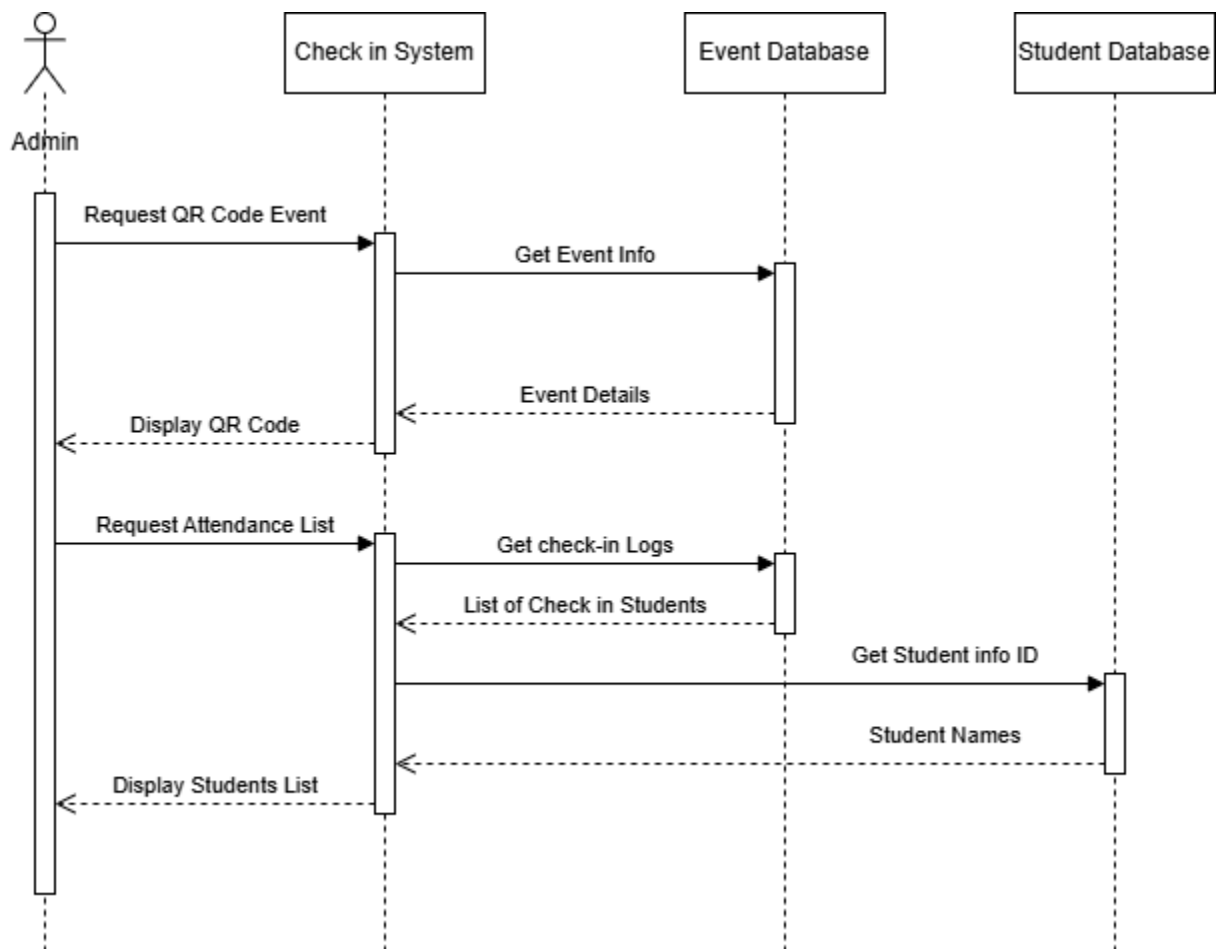 Check in System
Event Database
Student Database
Admin
Request QR Code Event
Get Event Info
Event Details
Display QR Code
Request Attendance List
Get check-in Logs
List of Check in Students
Get Student info ID
Student Names
Display Students List